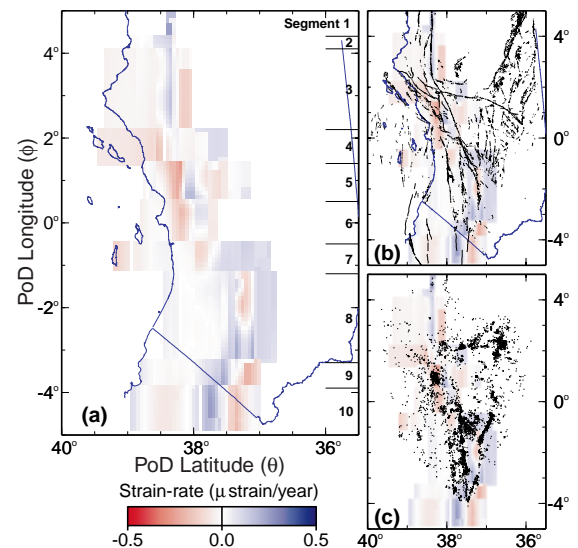 Segment 1
2
3
4
5
6
7
8
9
10
4°
2°
0°
-2°
-4°
PoD Longitude (ϕ)
(a)
40° 38° 36°
PoD Latitude (θ)
Strain-rate (μ strain/year)
-0.5 0.0 0.5
4°
0°
-4°
(b)
4°
0°
-4°
(c)
40° 38° 36°